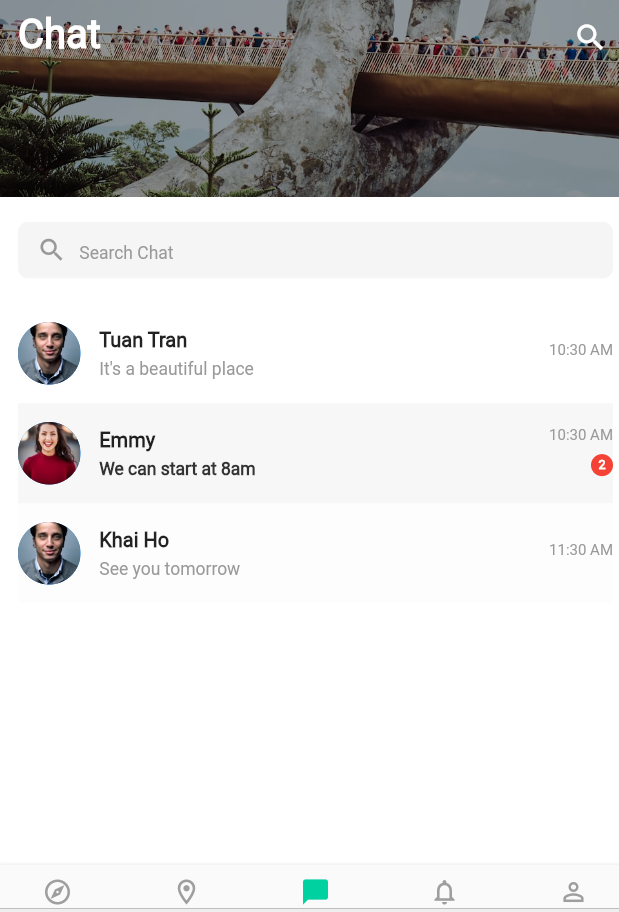 Chat
Search Chat
Tuan Tran
10:30 AM
It's a beautiful place
Emmy
10:30 AM
We can start at 8am
2
Khai Ho
11:30 AM
See you tomorrow